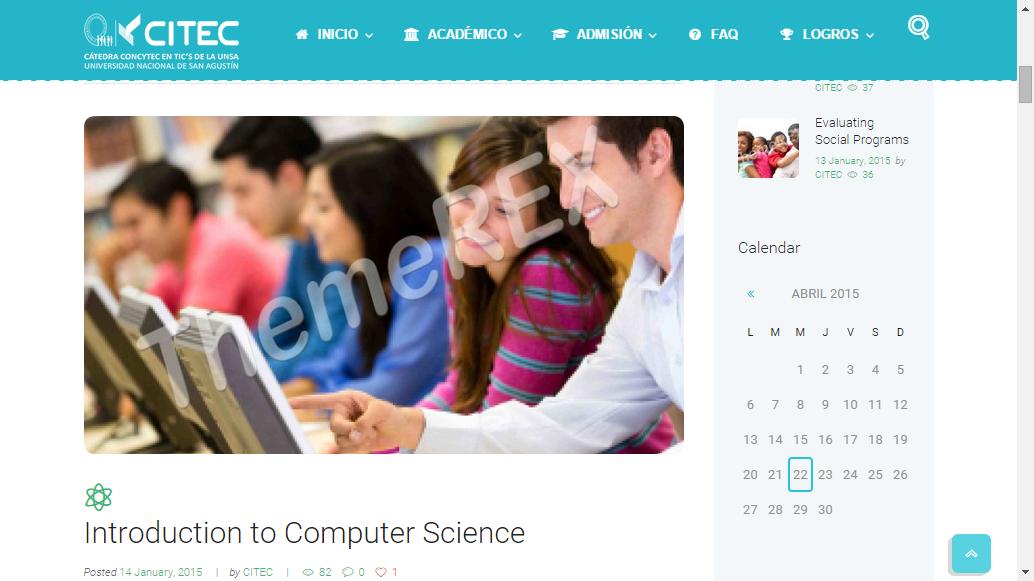 CITEC
CÁTEDRA CONCYTEC EN TIC'S DE LA UNSA
UNIVERSIDAD NACIONAL DE SAN AGUSTÍN
INICIO
ACADÉMICO
ADMISIÓN
FAQ
LOGROS
ThemeREX
Introduction to Computer Science
Posted 14 January, 2015 | by CITEC | 82 0 1
CITEC 37
Evaluating
Social Programs
13 January, 2015 by
CITEC 36
Calendar
« ABRIL 2015
L M M J V S D
1 2 3 4 5
6 7 8 9 10 11 12
13 14 15 16 17 18 19
20 21 22 23 24 25 26
27 28 29 30